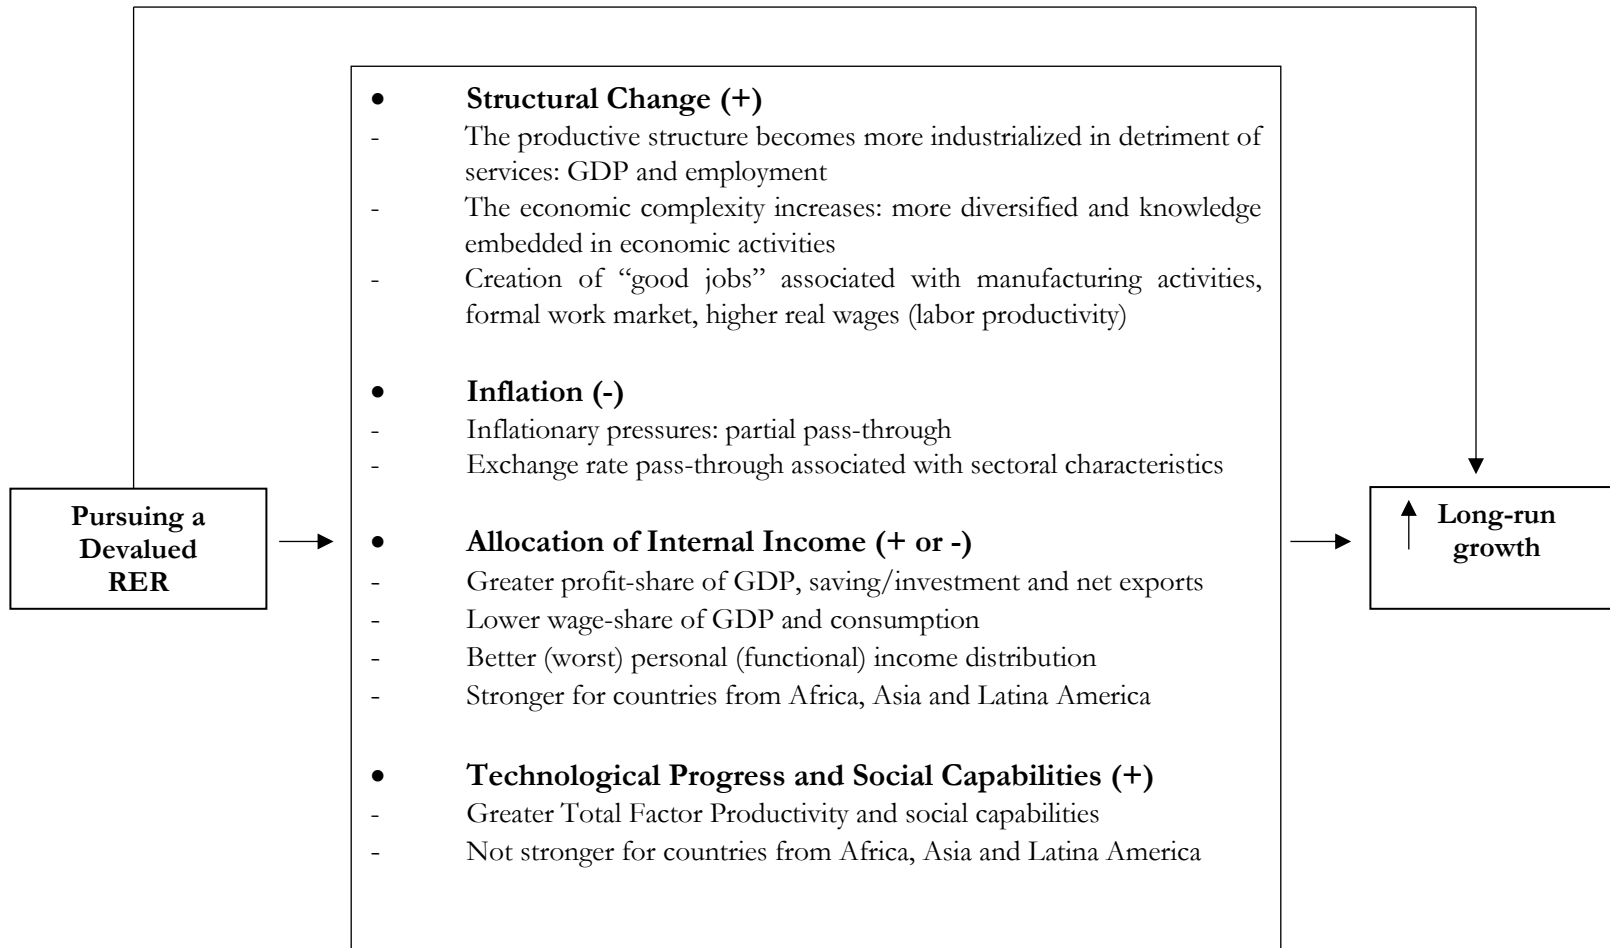 • Structural Change (+)
- The productive structure becomes more industrialized in detriment of
services: GDP and employment
- The economic complexity increases: more diversified and knowledge
embedded in economic activities
- Creation of “good jobs” associated with manufacturing activities,
formal work market, higher real wages (labor productivity)
• Inflation (-)
- Inflationary pressures: partial pass-through
- Exchange rate pass-through associated with sectoral characteristics
Pursuing a
Devalued
RER
• Allocation of Internal Income (+ or -)
- Greater profit-share of GDP, saving/investment and net exports
- Lower wage-share of GDP and consumption
- Better (worst) personal (functional) income distribution
- Stronger for countries from Africa, Asia and Latina America
• Technological Progress and Social Capabilities (+)
- Greater Total Factor Productivity and social capabilities
- Not stronger for countries from Africa, Asia and Latina America
Long-run
growth